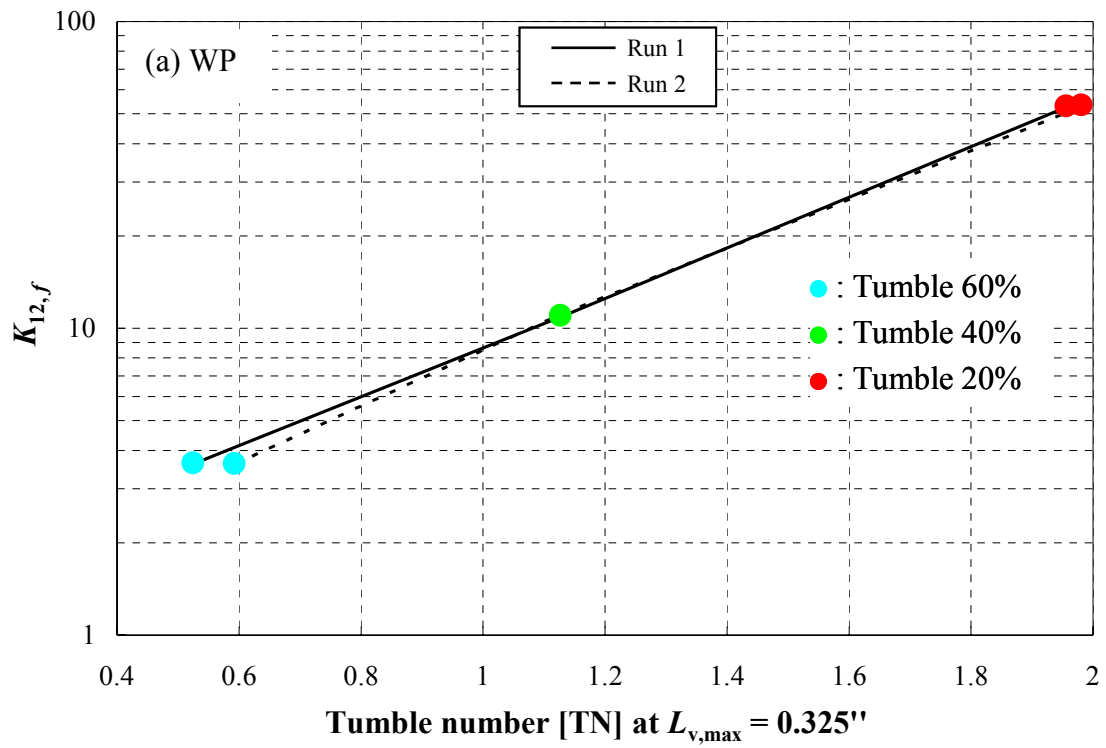 100
(a) WP
Run 1
Run 2
K12,f
10
: Tumble 60%
: Tumble 40%
: Tumble 20%
1
0.4 0.6 0.8 1 1.2 1.4 1.6 1.8 2
Tumble number [TN] at Lv,max = 0.325"